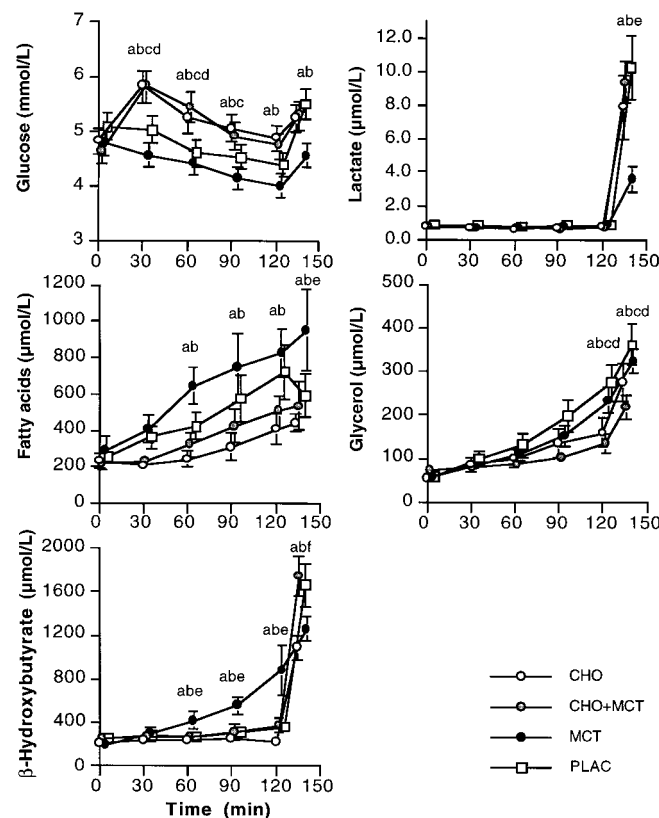 Glucose (mmol/L)
7
6
5
4
3
abcd
abcd
abc
ab
ab
0 30 60 90 120 150
Lactate (µmol/L)
12.0
10.0
8.0
6.0
4.0
2.0
0.0
abe
0 30 60 90 120 150
Fatty acids (µmol/L)
1200
1000
800
600
400
200
0
ab
ab
ab
abe
0 30 60 90 120 150
Glycerol (µmol/L)
500
400
300
200
100
0
abcd
abcd
0 30 60 90 120 150
β-Hydroxybutyrate (µmol/L)
2000
1600
1200
800
400
0
abe
abe
abe
abf
0 30 60 90 120 150
Time (min)
CHO
CHO+MCT
MCT
PLAC